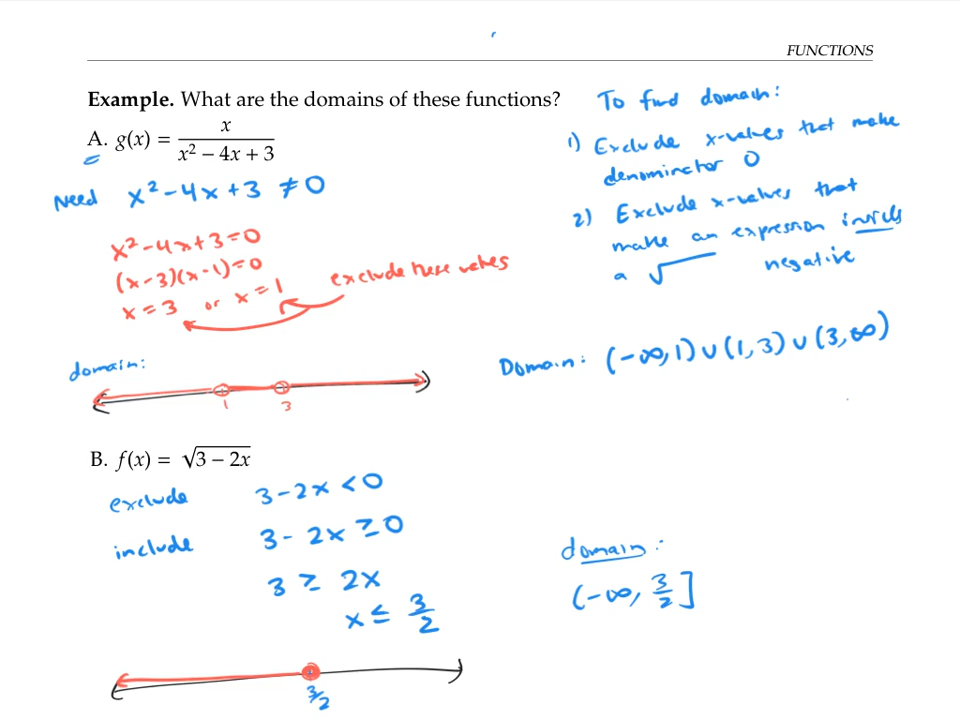 FUNCTIONS
Example. What are the domains of these functions?
To find domain:
A. g(x) = x / (x² − 4x + 3)
1) Exclude x-values that make
denominator 0
Need x² − 4x + 3 ≠ 0
2) Exclude x-values that
make an expression inside
a √ negative
x² − 4x + 3 = 0
(x − 3)(x − 1) = 0
x = 3 or x = 1
exclude these values
domain:
1 3
Domain: (−∞, 1) ∪ (1, 3) ∪ (3, ∞)
B. f(x) = √(3 − 2x)
exclude 3 − 2x < 0
include 3 − 2x ≥ 0
3 ≥ 2x
x ≤ 3/2
domain:
(−∞, 3/2]
3/2